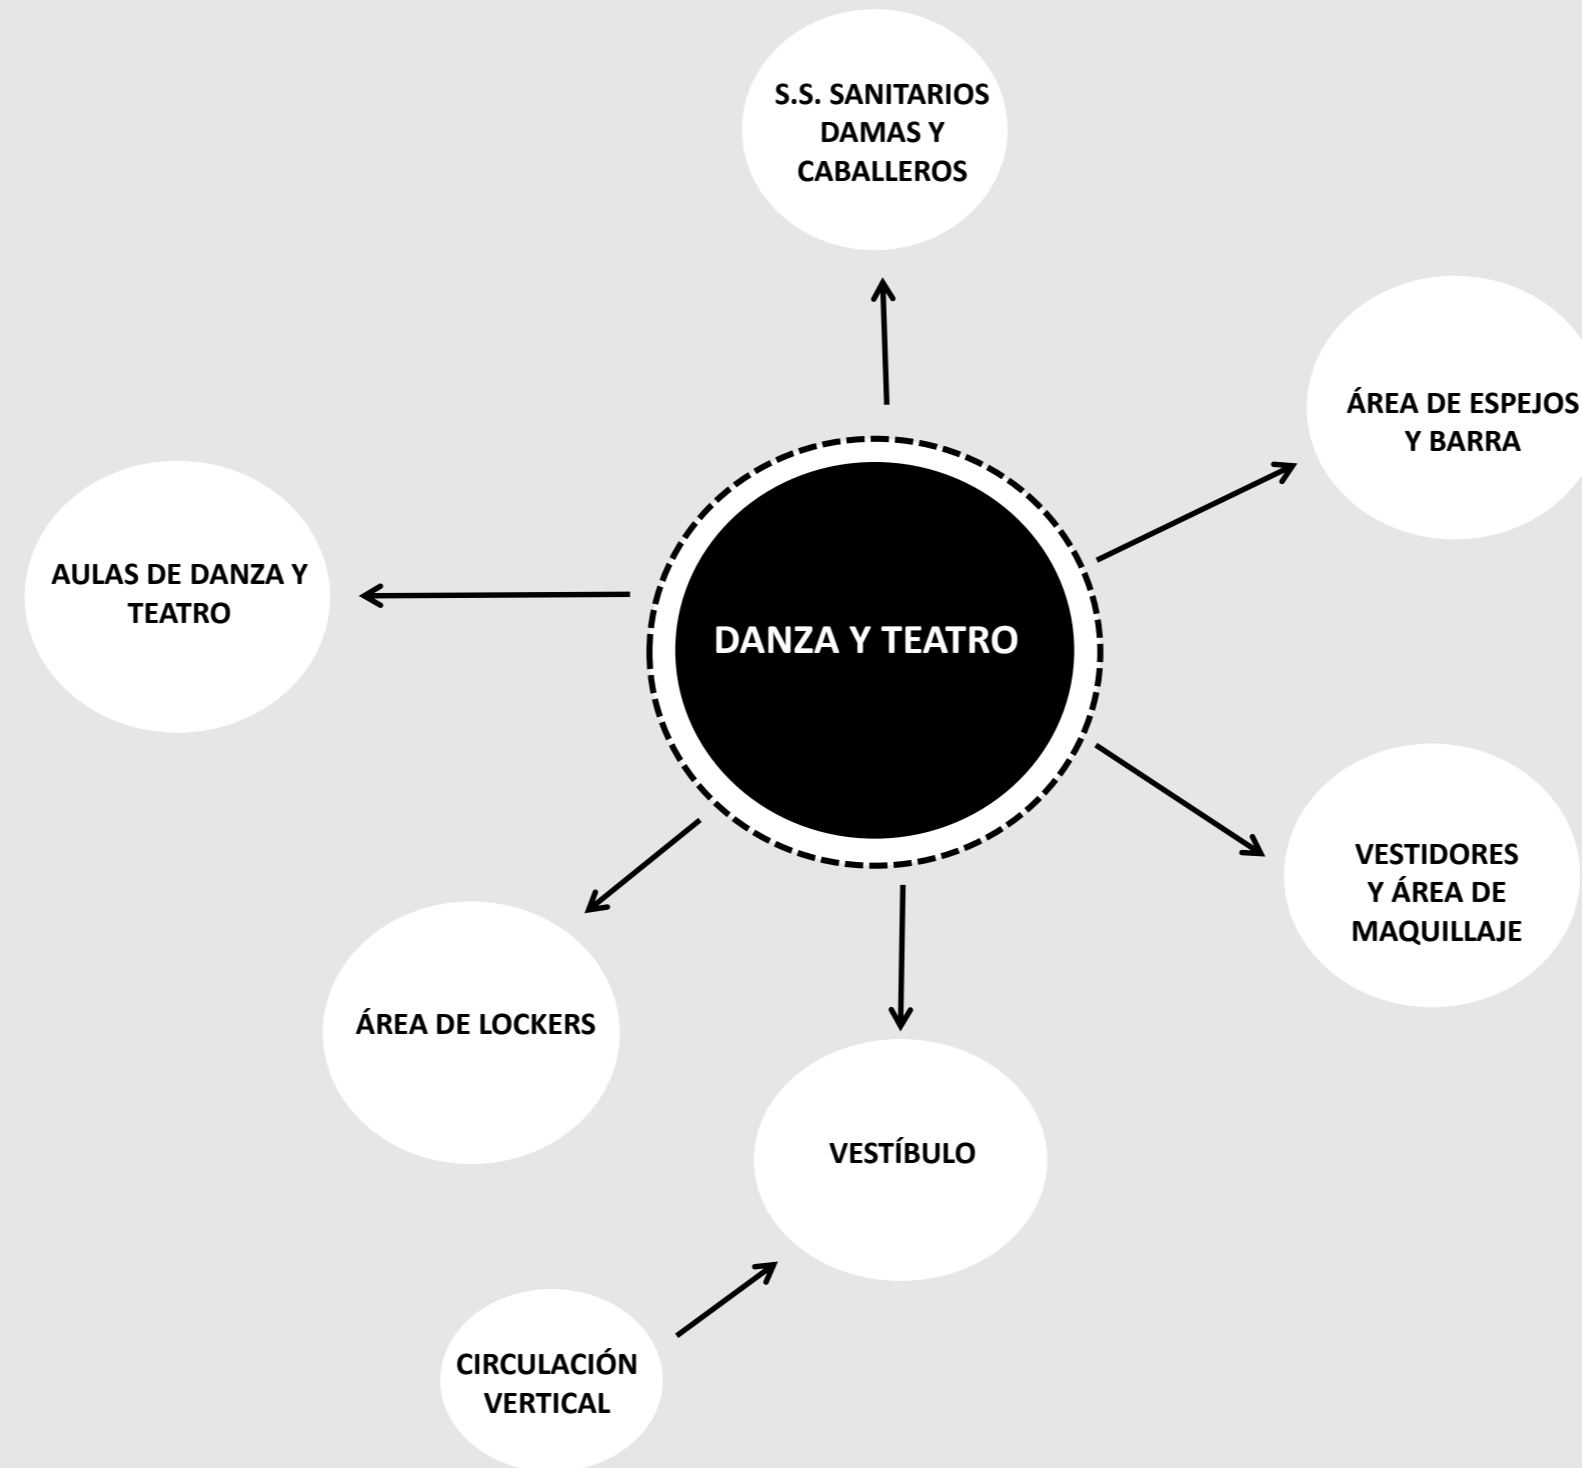 S.S. SANITARIOS
DAMAS Y
CABALLEROS
ÁREA DE ESPEJOS
Y BARRA
AULAS DE DANZA Y
TEATRO
DANZA Y TEATRO
VESTIDORES
Y ÁREA DE
MAQUILLAJE
ÁREA DE LOCKERS
VESTÍBULO
CIRCULACIÓN
VERTICAL